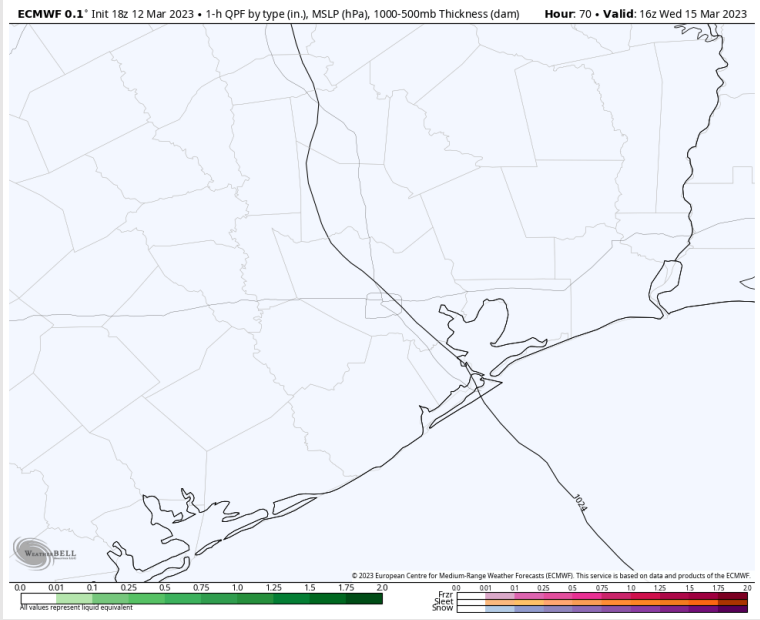 ECMWF 0.1° Init 18z 12 Mar 2023 • 1-h QPF by type (in.), MSLP (hPa), 1000-500mb Thickness (dam) Hour: 70 • Valid: 16z Wed 15 Mar 2023
1024
WEATHERBELL
© 2023 European Centre for Medium-Range Weather Forecasts (ECMWF). This service is based on data and products of the ECMWF.
0.0 0.01 0.1 0.25 0.5 0.75 1.0 1.25 1.5 1.75 2.0
All values represent liquid equivalent
0.0 0.01 0.1 0.25 0.5 0.75 1.0 1.25 1.5 1.75 2.0
Frzr
Sleet
Snow